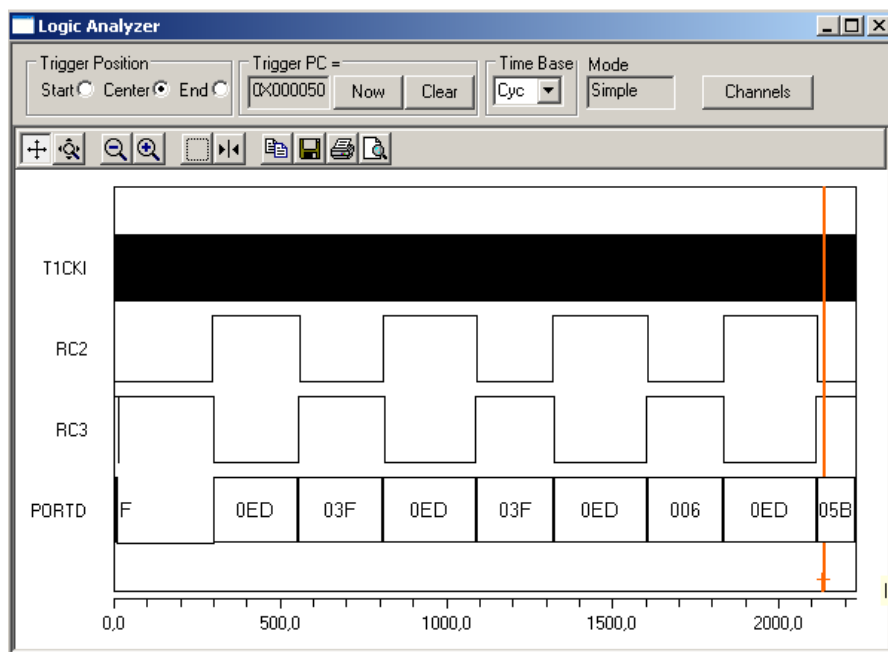 Logic Analyzer
Trigger Position
Start Center End
Trigger PC =
0X000050 Now Clear
Time Base
Cyc
Mode
Simple
Channels
T1CKI
RC2
RC3
PORTD F 0ED 03F 0ED 03F 0ED 006 0ED 05B
0,0 500,0 1000,0 1500,0 2000,0